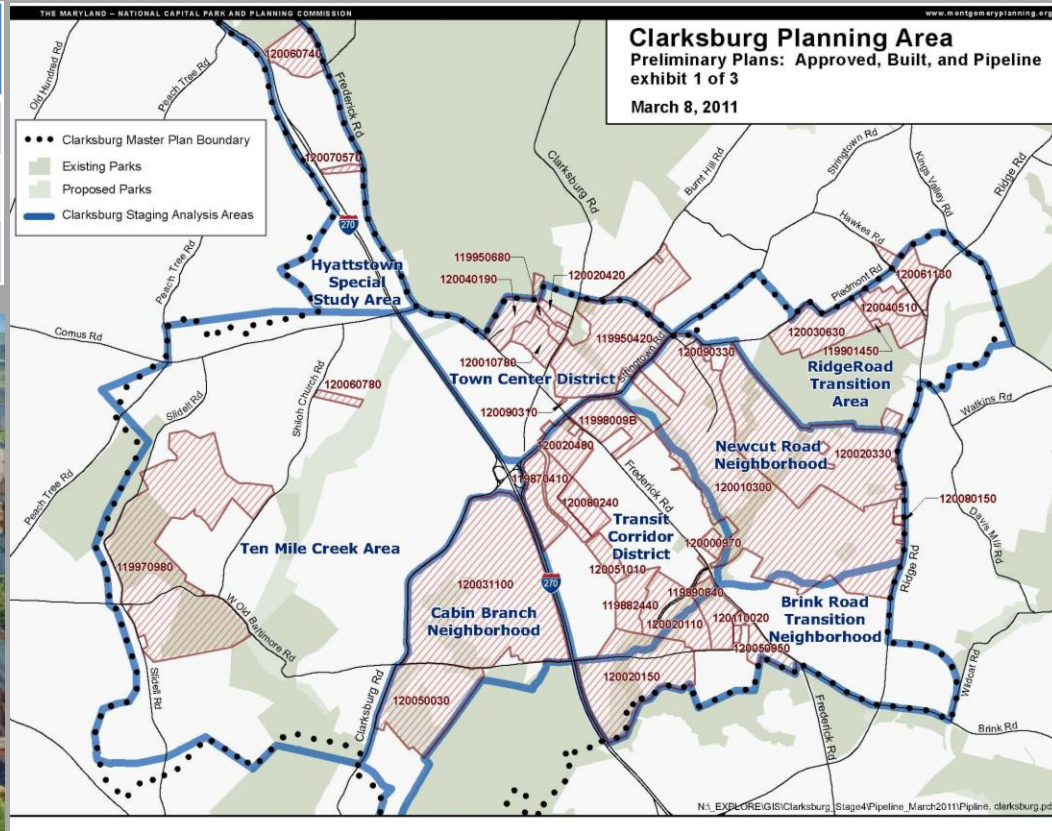 THE MARYLAND – NATIONAL CAPITAL PARK AND PLANNING COMMISSION
www.montgomeryplanning.org
Clarksburg Planning Area
Preliminary Plans: Approved, Built, and Pipeline
exhibit 1 of 3
March 8, 2011
Clarksburg Master Plan Boundary
Existing Parks
Proposed Parks
Clarksburg Staging Analysis Areas
Old Hundred Rd
Peach Tree Rd
120060740
Frederick Rd
120070570
270
Clarksburg Rd
Burnt Hill Rd
Stringtown Rd
Kings Valley Rd
Ridge Rd
Hawkes Rd
Piedmont Rd
Peach Tree Rd
Hyattstown
Special
Study Area
119950680
120040190
120020420
120061130
120040510
120030630
119901450
119950420
Stringtown Rd
120090330
Comus Rd
120010780
Town Center District
RidgeRoad
Transition
Area
Slidell Rd
Shiloh Church Rd
120060780
120090310
11998009B
Watkins Rd
120020480
Newcut Road
Neighborhood
120020330
119870410
Frederick Rd
120010300
Peach Tree Rd
120080240
120080150
Davis Mill Rd
Ten Mile Creek Area
Transit
Corridor
District
120000970
119970980
120031100
270
120051010
Ridge Rd
Cabin Branch
Neighborhood
119882440
119890840
120020110
120110020
120050950
Brink Road
Transition
Neighborhood
W Old Baltimore Rd
120020150
Slidell Rd
Clarksburg Rd
120050030
Wildcat Rd
Frederick Rd
Brink Rd
N:\_EXPLORE\GIS\Clarksburg_Stage4\Pipeline_March2011\Pipline. clarksburg.pd